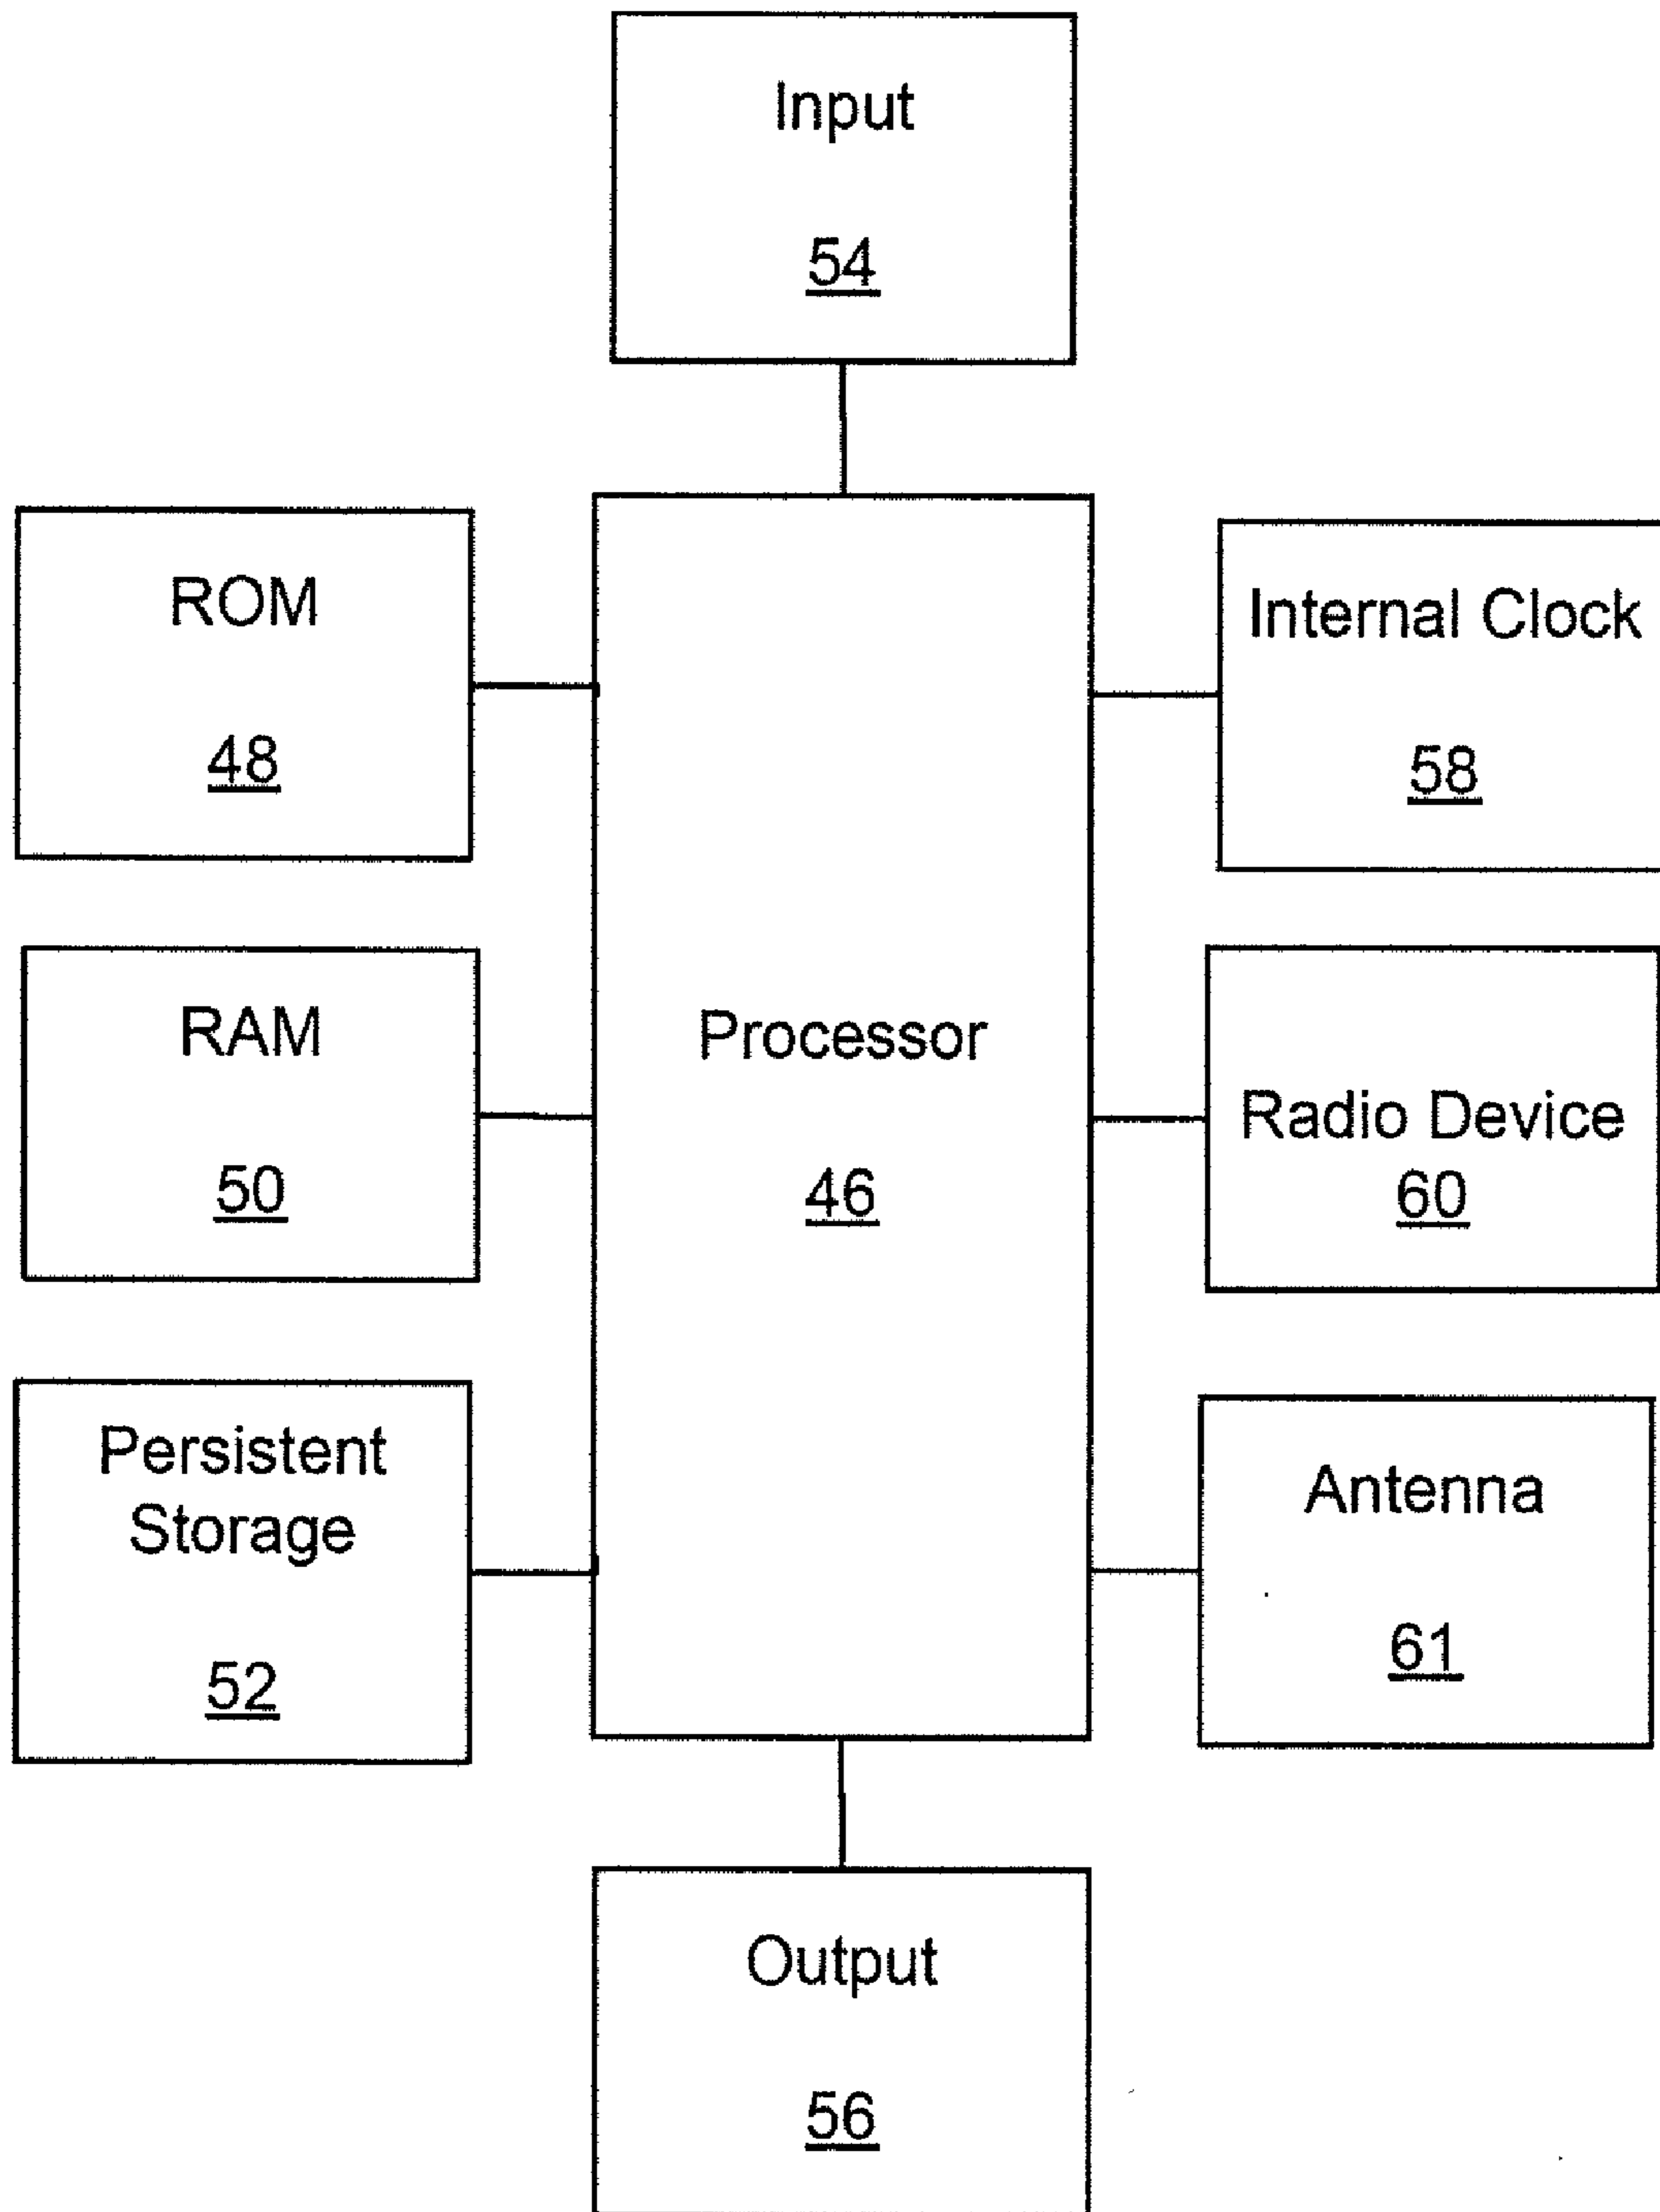 Input
54
ROM
48
Internal Clock
58
RAM
50
Processor
46
Radio Device
60
Persistent
Storage
52
Antenna
61
Output
56